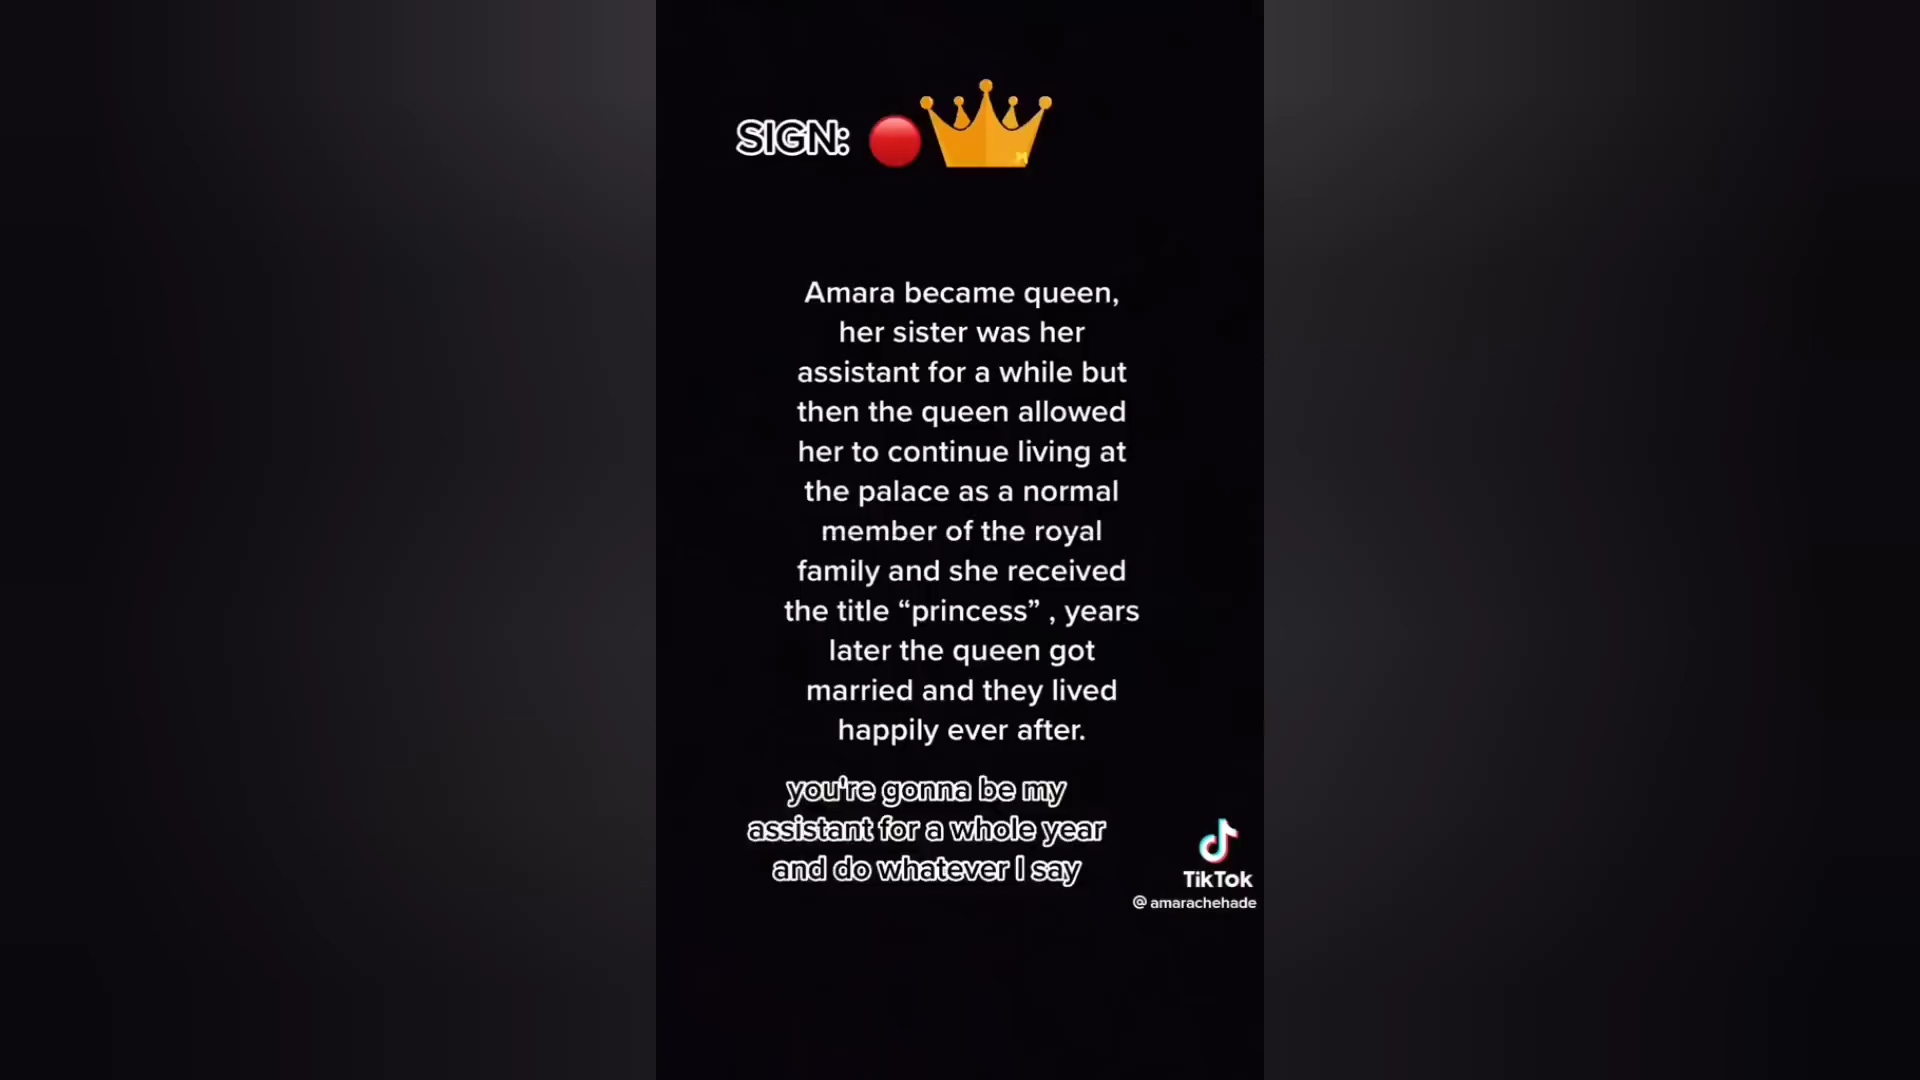 SIGN:
Amara became queen,
her sister was her
assistant for a while but
then the queen allowed
her to continue living at
the palace as a normal
member of the royal
family and she received
the title “princess” , years
later the queen got
married and they lived
happily ever after.
you're gonna be my
assistant for a whole year
and do whatever I say
TikTok
@ amarachehade